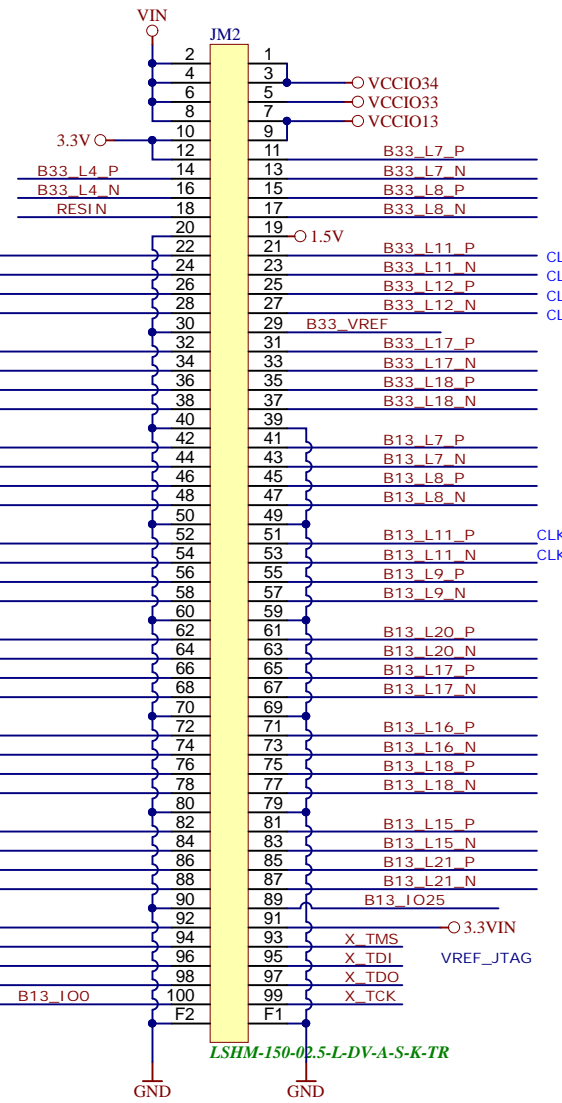 VIN
JM2
2 1
4 3 VCCIO34
6 5 VCCIO33
8 7 VCCIO13
3.3V 10 9
12 11 B33_L7_P
B33_L4_P 14 13 B33_L7_N
B33_L4_N 16 15 B33_L8_P
RESIN 18 17 B33_L8_N
20 19 1.5V
22 21 B33_L11_P CL
24 23 B33_L11_N CL
26 25 B33_L12_P CL
28 27 B33_L12_N CL
30 29 B33_VREF
32 31 B33_L17_P
34 33 B33_L17_N
36 35 B33_L18_P
38 37 B33_L18_N
40 39
42 41 B13_L7_P
44 43 B13_L7_N
46 45 B13_L8_P
48 47 B13_L8_N
50 49
52 51 B13_L11_P CLK
54 53 B13_L11_N CLK
56 55 B13_L9_P
58 57 B13_L9_N
60 59
62 61 B13_L20_P
64 63 B13_L20_N
66 65 B13_L17_P
68 67 B13_L17_N
70 69
72 71 B13_L16_P
74 73 B13_L16_N
76 75 B13_L18_P
78 77 B13_L18_N
80 79
82 81 B13_L15_P
84 83 B13_L15_N
86 85 B13_L21_P
88 87 B13_L21_N
90 89 B13_IO25
92 91 3.3VIN
94 93 X_TMS
96 95 X_TDI VREF_JTAG
98 97 X_TDO
B13_IO0 100 99 X_TCK
F2 F1
LSHM-150-02.5-L-DV-A-S-K-TR
GND GND